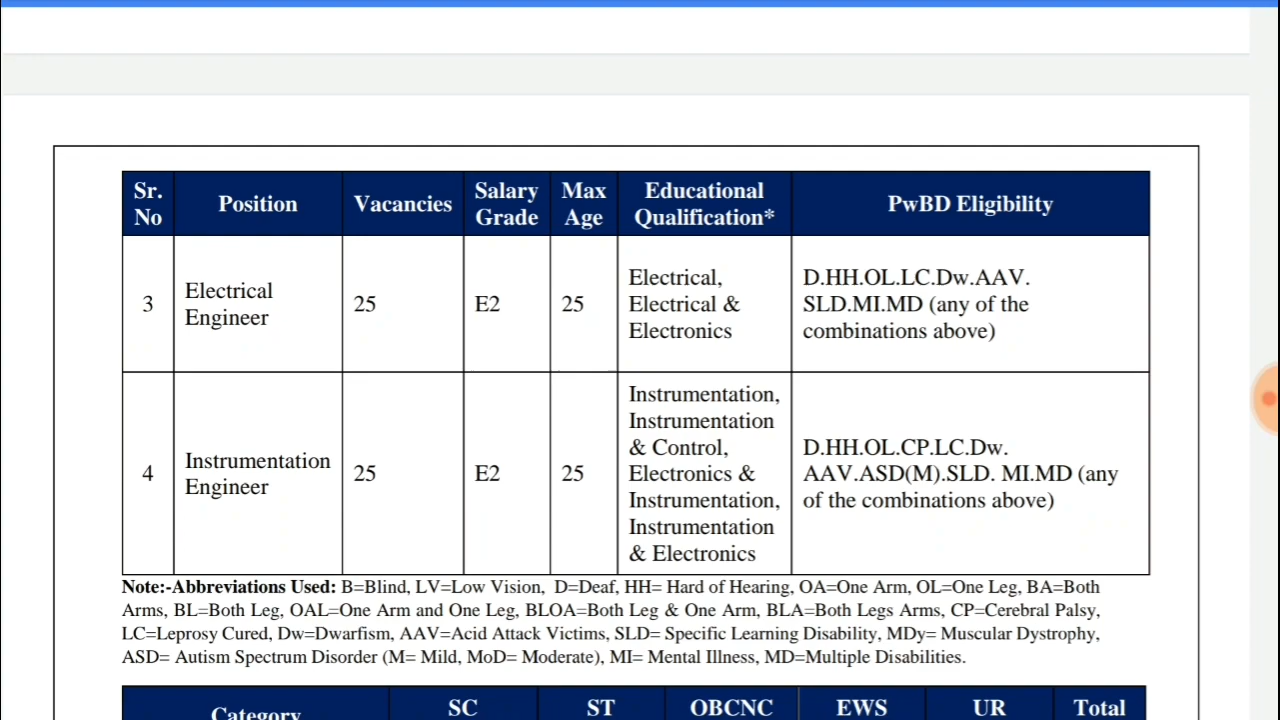 Sr. No Position Vacancies Salary Grade Max Age Educational Qualification* PwBD Eligibility
3 Electrical Engineer 25 E2 25 Electrical, Electrical & Electronics D.HH.OL.LC.Dw.AAV. SLD.MI.MD (any of the combinations above)
4 Instrumentation Engineer 25 E2 25 Instrumentation, Instrumentation & Control, Electronics & Instrumentation, Instrumentation & Electronics D.HH.OL.CP.LC.Dw. AAV.ASD(M).SLD. MI.MD (any of the combinations above)
Note:-Abbreviations Used: B=Blind, LV=Low Vision, D=Deaf, HH= Hard of Hearing, OA=One Arm, OL=One Leg, BA=Both
Arms, BL=Both Leg, OAL=One Arm and One Leg, BLOA=Both Leg & One Arm, BLA=Both Legs Arms, CP=Cerebral Palsy,
LC=Leprosy Cured, Dw=Dwarfism, AAV=Acid Attack Victims, SLD= Specific Learning Disability, MDy= Muscular Dystrophy,
ASD= Autism Spectrum Disorder (M= Mild, MoD= Moderate), MI= Mental Illness, MD=Multiple Disabilities.
Category SC ST OBCNC EWS UR Total